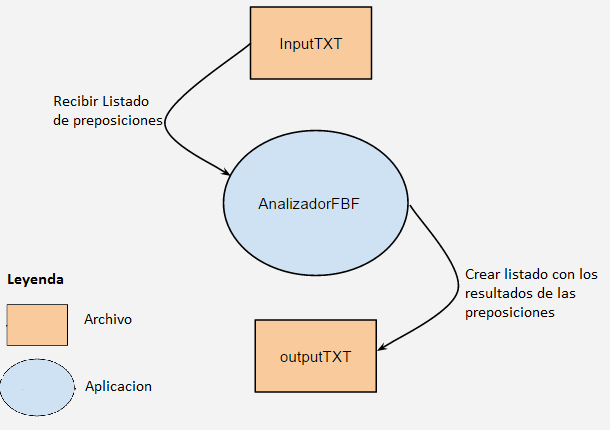 InputTXT
Recibir Listado
de preposiciones
AnalizadorFBF
Crear listado con los
resultados de las
preposiciones
outputTXT
Leyenda
Archivo
Aplicacion